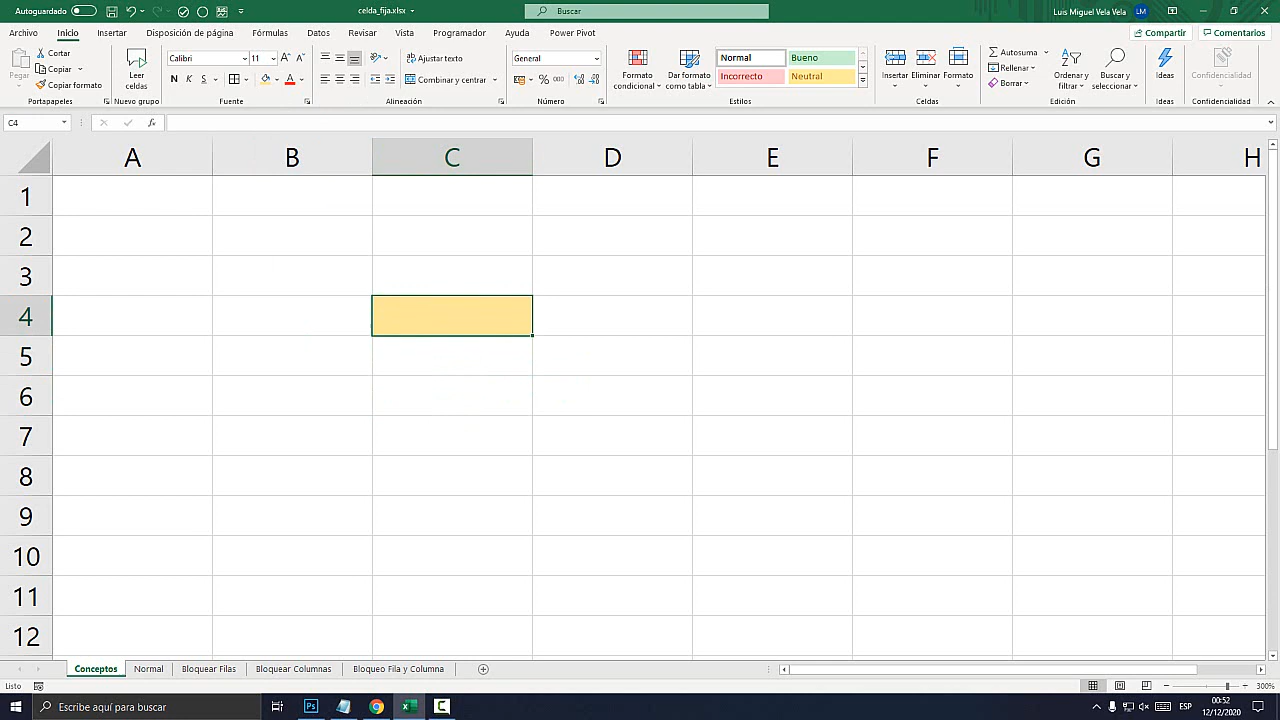 Autoguardado
celda_fija.xlsx
Buscar
Luis Miguel Vela Vela
LM
Archivo
Inicio
Insertar
Disposición de página
Fórmulas
Datos
Revisar
Vista
Programador
Ayuda
Power Pivot
Compartir
Comentarios
Pegar
Cortar
Copiar
Copiar formato
Portapapeles
Leer celdas
Nuevo grupo
Calibri
11
N K S
Fuente
Ajustar texto
Combinar y centrar
Alineación
General
% 000
Número
Formato condicional
Dar formato como tabla
Normal
Bueno
Incorrecto
Neutral
Estilos
Insertar
Eliminar
Formato
Celdas
Autosuma
Rellenar
Borrar
Ordenar y filtrar
Buscar y seleccionar
Edición
Ideas
Ideas
Confidencialidad
Confidencialidad
C4
fx
A B C D E F G H
1
2
3
4
5
6
7
8
9
10
11
12
Conceptos
Normal
Bloquear Filas
Bloquear Columnas
Bloqueo Fila y Columna
Listo
300%
Escribe aquí para buscar
Ps
ESP
00:52
12/12/2020